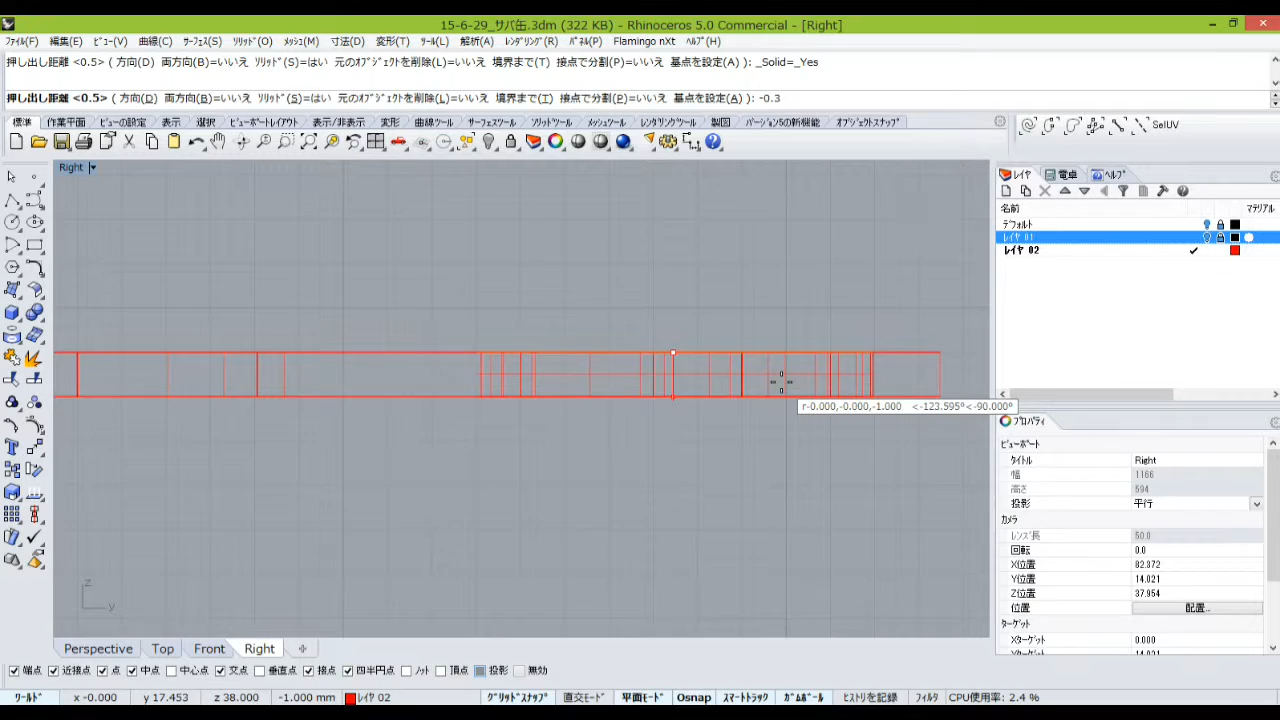 15-6-29_サバ缶.3dm (322 KB) - Rhinoceros 5.0 Commercial - [Right]
ﾌｧｲﾙ(F) 編集(E) ﾋﾞｭｰ(V) 曲線(C) ｻｰﾌｪｽ(S) ｿﾘｯﾄﾞ(O) ﾒｯｼｭ(M) 寸法(D) 変形(T) ﾂｰﾙ(L) 解析(A) ﾚﾝﾀﾞﾘﾝｸﾞ(R) ﾊﾟﾈﾙ(P) Flamingo nXt ﾍﾙﾌﾟ(H)
押し出し距離 <0.5> ( 方向(D) 両方向(B)=いいえ ｿﾘｯﾄﾞ(S)=はい 元のｵﾌﾞｼﾞｪｸﾄを削除(L)=いいえ 境界まで(T) 接点で分割(P)=いいえ 基点を設定(A) ): _Solid=_Yes
押し出し距離 <0.5> ( 方向(D) 両方向(B)=いいえ ｿﾘｯﾄﾞ(S)=はい 元のｵﾌﾞｼﾞｪｸﾄを削除(L)=いいえ 境界まで(T) 接点で分割(P)=いいえ 基点を設定(A) ): -0.3
標準 作業平面 ビューの設定 表示 選択 ﾋﾞｭｰﾎﾟｰﾄﾚｲｱｳﾄ 表示/非表示 変形 曲線ツール ｻｰﾌｪｽﾂｰﾙ ｿﾘｯﾄﾞﾂｰﾙ ﾒｯｼｭﾂｰﾙ ﾚﾝﾀﾞﾘﾝｸﾞﾂｰﾙ 製図 ﾊﾞｰｼﾞｮﾝ5の新機能 ｵﾌﾞｼﾞｪｸﾄｽﾅｯﾌﾟ
SelUV
Right
ﾚｲﾔ 電卓 ﾍﾙﾌﾟ
名前 マテリアル
デフォルト
レイヤ 01
レイヤ 02
r-0.000,-0.000,-1.000 <-123.595°<-90.000°
プロパティ
ﾋﾞｭｰﾎﾟｰﾄ
ﾀｲﾄﾙ Right
幅 1166
高さ 594
投影 平行
カメラ
ﾚﾝｽﾞ長 50.0
回転 0.0
X位置 82.372
Y位置 14.021
Z位置 37.954
位置 配置...
ﾀｰｹﾞｯﾄ
Xﾀｰｹﾞｯﾄ 0.000
Yﾀｰｹﾞｯﾄ 14.021
z
y
Perspective Top Front Right
端点 近接点 点 中点 中心点 交点 垂直点 接点 四半円点 ﾉｯﾄ 頂点 投影 無効
ﾜｰﾙﾄﾞ x -0.000 y 17.453 z 38.000 -1.000 mm ﾚｲﾔ 02 ｸﾞﾘｯﾄﾞｽﾅｯﾌﾟ 直交ﾓｰﾄﾞ 平面ﾓｰﾄﾞ Osnap ｽﾏｰﾄﾄﾗｯｸ ｶﾞﾑﾎﾞｰﾙ ﾋｽﾄﾘを記録 ﾌｨﾙﾀ CPU使用率: 2.4 %